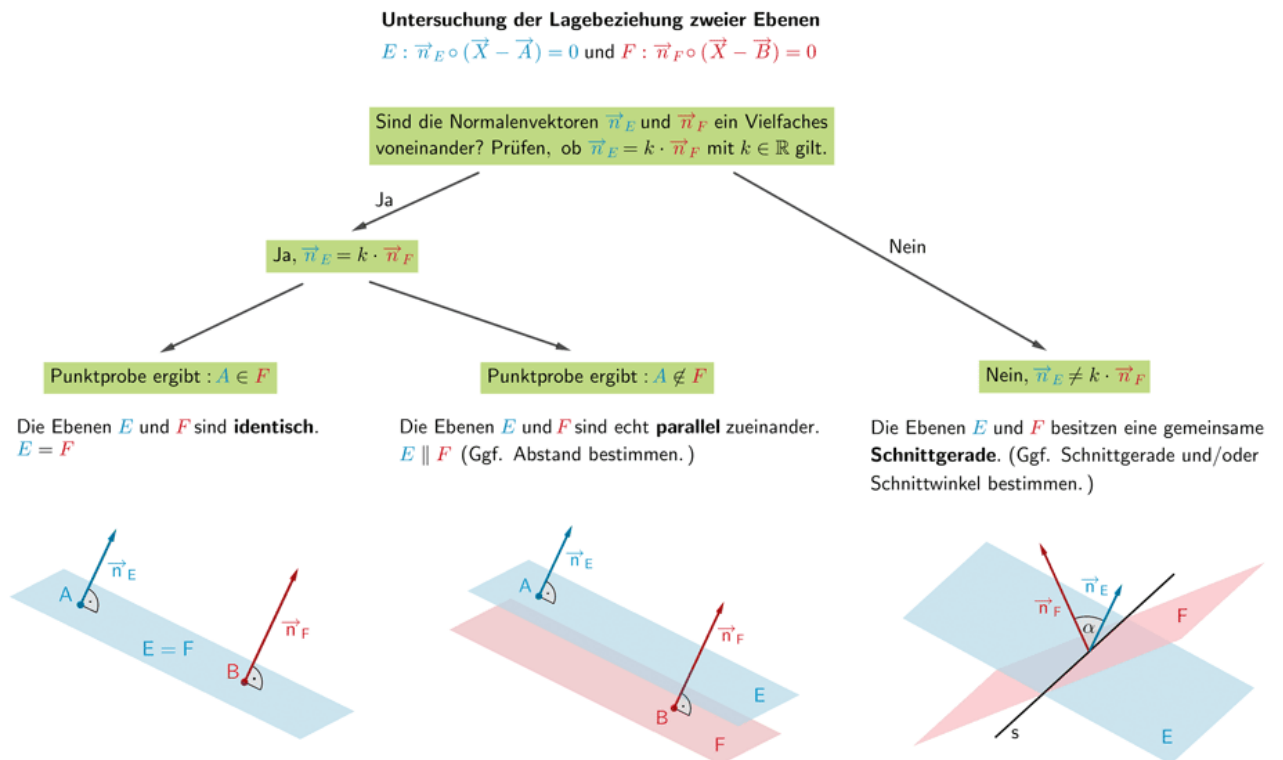 Untersuchung der Lagebeziehung zweier Ebenen
E : n⃗_E ∘ (X⃗ − A⃗) = 0 und F : n⃗_F ∘ (X⃗ − B⃗) = 0
Sind die Normalenvektoren n⃗_E und n⃗_F ein Vielfaches
voneinander? Prüfen, ob n⃗_E = k · n⃗_F mit k ∈ ℝ gilt.
Ja
Nein
Ja, n⃗_E = k · n⃗_F
Punktprobe ergibt : A ∈ F
Punktprobe ergibt : A ∉ F
Nein, n⃗_E ≠ k · n⃗_F
Die Ebenen E und F sind identisch.
E = F
Die Ebenen E und F sind echt parallel zueinander.
E ∥ F (Ggf. Abstand bestimmen. )
Die Ebenen E und F besitzen eine gemeinsame
Schnittgerade. (Ggf. Schnittgerade und/oder
Schnittwinkel bestimmen. )
A
n⃗_E
E = F
B
n⃗_F
A
n⃗_E
E
B
n⃗_F
F
n⃗_F
n⃗_E
α
F
s
E